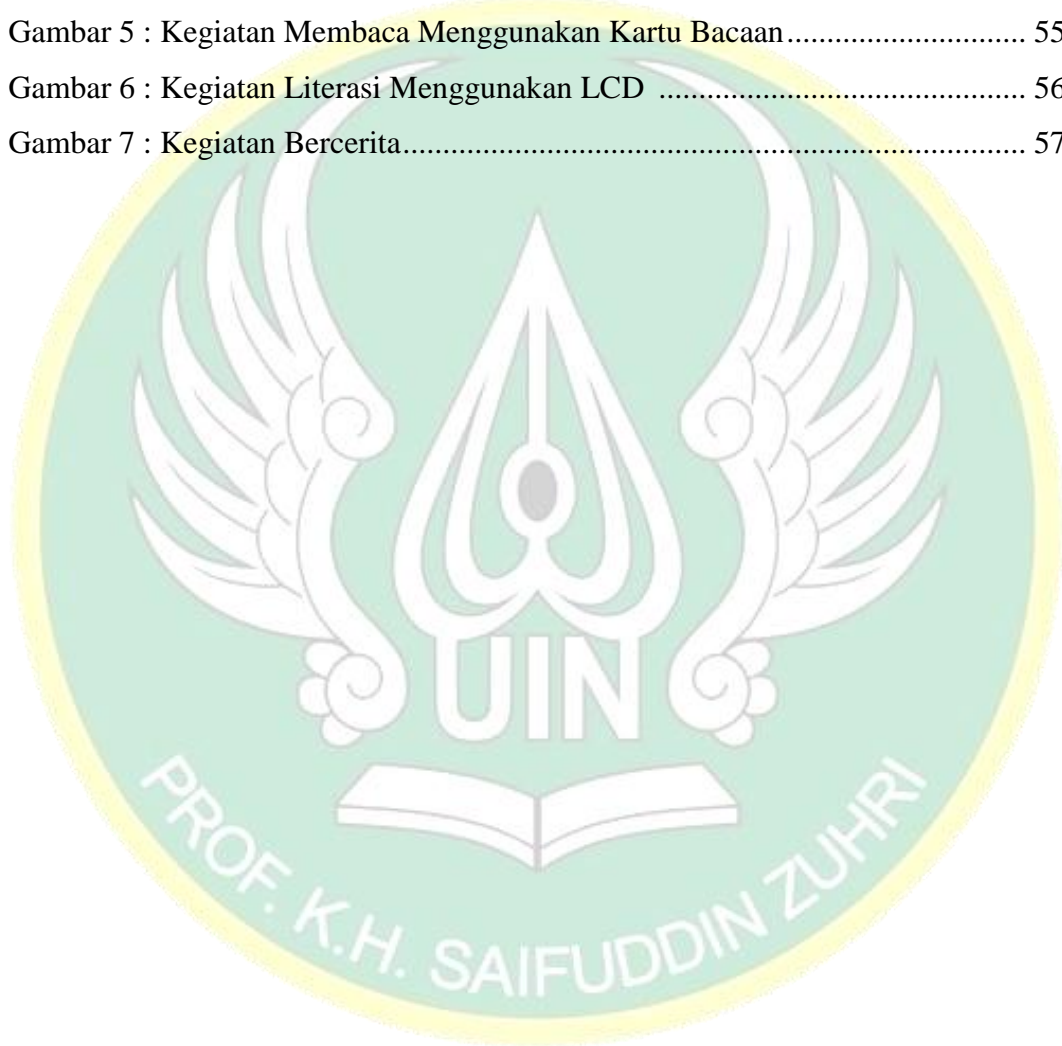 Gambar 5 : Kegiatan Membaca Menggunakan Kartu Bacaan............................ 55
Gambar 6 : Kegiatan Literasi Menggunakan LCD ...................................... 56
Gambar 7 : Kegiatan Bercerita.................................................................. 57
UIN
PROF. K.H. SAIFUDDIN ZUHRI